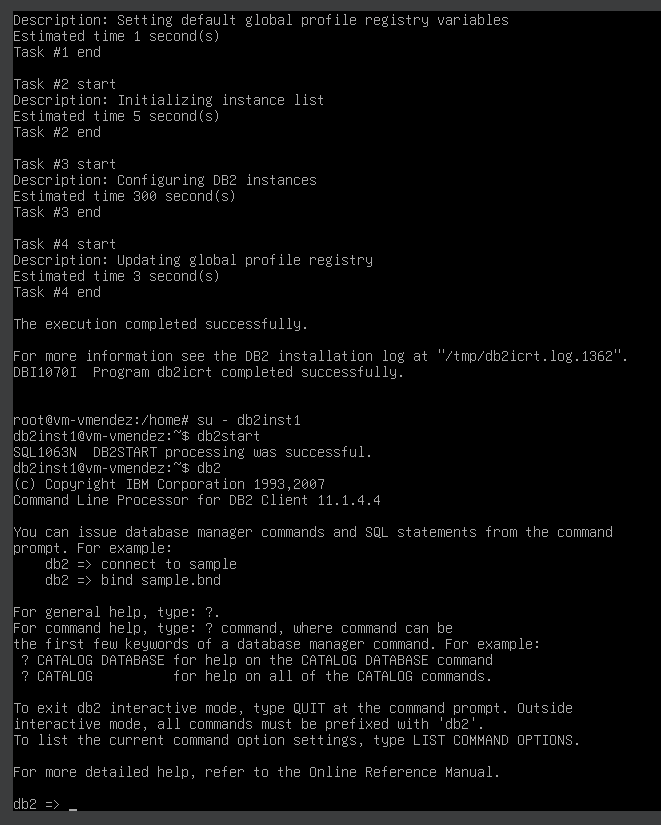 Description: Setting default global profile registry variables
Estimated time 1 second(s)
Task #1 end
Task #2 start
Description: Initializing instance list
Estimated time 5 second(s)
Task #2 end
Task #3 start
Description: Configuring DB2 instances
Estimated time 300 second(s)
Task #3 end
Task #4 start
Description: Updating global profile registry
Estimated time 3 second(s)
Task #4 end
The execution completed successfully.
For more information see the DB2 installation log at "/tmp/db2icrt.log.1362".
DBI1070I  Program db2icrt completed successfully.
root@vm-vmendez:/home# su - db2inst1
db2inst1@vm-vmendez:~$ db2start
SQL1063N  DB2START processing was successful.
db2inst1@vm-vmendez:~$ db2
(c) Copyright IBM Corporation 1993,2007
Command Line Processor for DB2 Client 11.1.4.4
You can issue database manager commands and SQL statements from the command
prompt. For example:
    db2 => connect to sample
    db2 => bind sample.bnd
For general help, type: ?.
For command help, type: ? command, where command can be
the first few keywords of a database manager command. For example:
 ? CATALOG DATABASE for help on the CATALOG DATABASE command
 ? CATALOG          for help on all of the CATALOG commands.
To exit db2 interactive mode, type QUIT at the command prompt. Outside
interactive mode, all commands must be prefixed with 'db2'.
To list the current command option settings, type LIST COMMAND OPTIONS.
For more detailed help, refer to the Online Reference Manual.
db2 => _